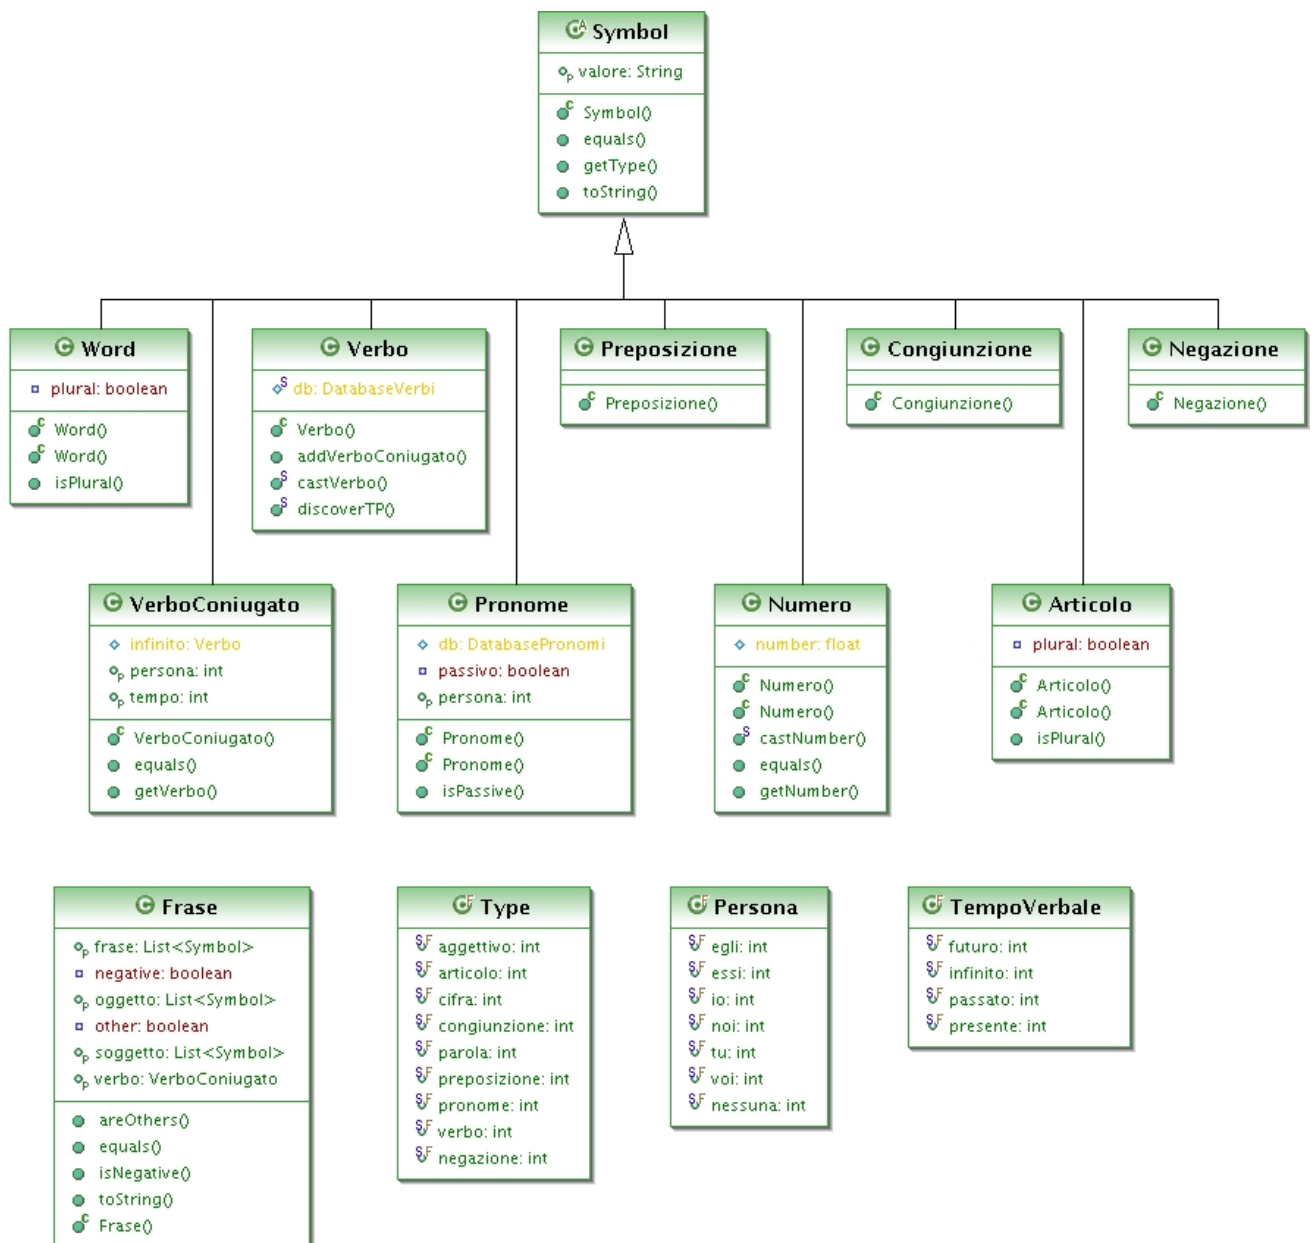 Symbol
valore: String
Symbol()
equals()
getType()
toString()
Word
plural: boolean
Word()
Word()
isPlural()
Verbo
db: DatabaseVerbi
Verbo()
addVerboConiugato()
castVerbo()
discoverTP()
Preposizione
Preposizione()
Congiunzione
Congiunzione()
Negazione
Negazione()
VerboConiugato
infinito: Verbo
persona: int
tempo: int
VerboConiugato()
equals()
getVerbo()
Pronome
db: DatabasePronomi
passivo: boolean
persona: int
Pronome()
Pronome()
isPassive()
Numero
number: float
Numero()
Numero()
castNumber()
equals()
getNumber()
Articolo
plural: boolean
Articolo()
Articolo()
isPlural()
Frase
frase: List<Symbol>
negative: boolean
oggetto: List<Symbol>
other: boolean
soggetto: List<Symbol>
verbo: VerboConiugato
areOthers()
equals()
isNegative()
toString()
Frase()
Type
aggettivo: int
articolo: int
cifra: int
congiunzione: int
parola: int
preposizione: int
pronome: int
verbo: int
negazione: int
Persona
egli: int
essi: int
io: int
noi: int
tu: int
voi: int
nessuna: int
TempoVerbale
futuro: int
infinito: int
passato: int
presente: int